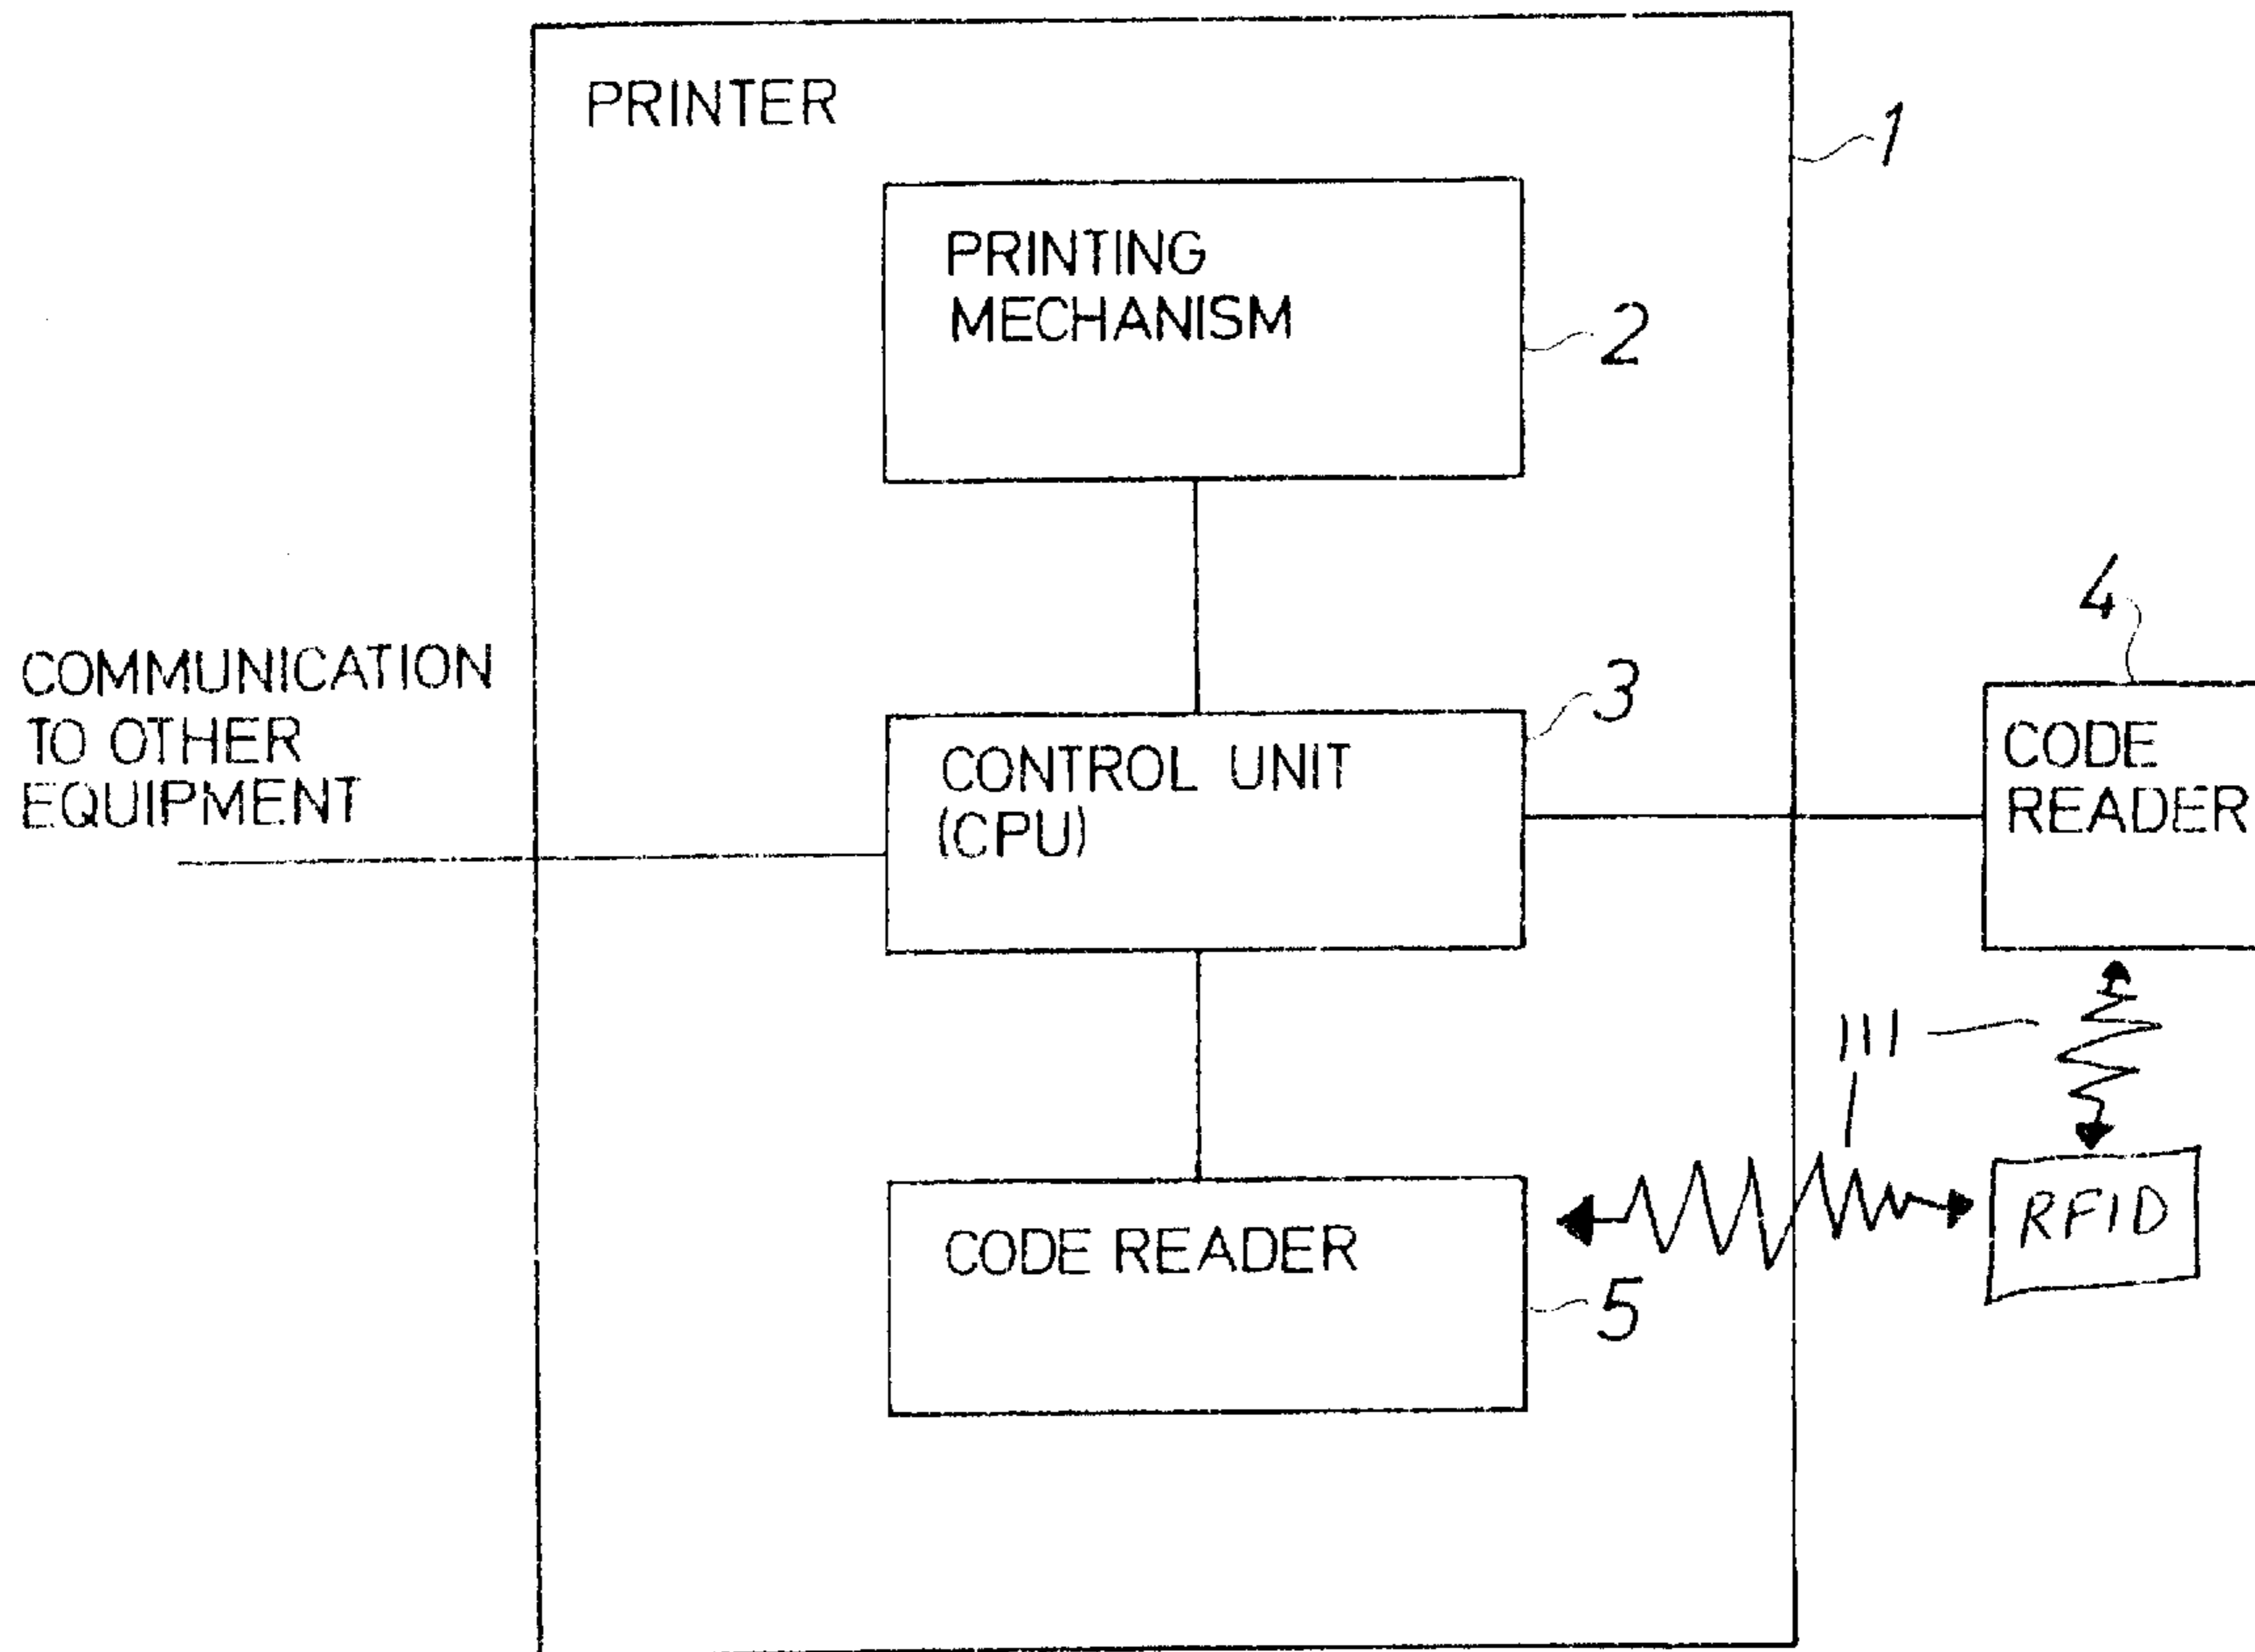 PRINTER
1
PRINTING
MECHANISM
2
COMMUNICATION
TO OTHER
EQUIPMENT
3
CONTROL UNIT
(CPU)
4
CODE
READER
111
CODE READER
5
RFID